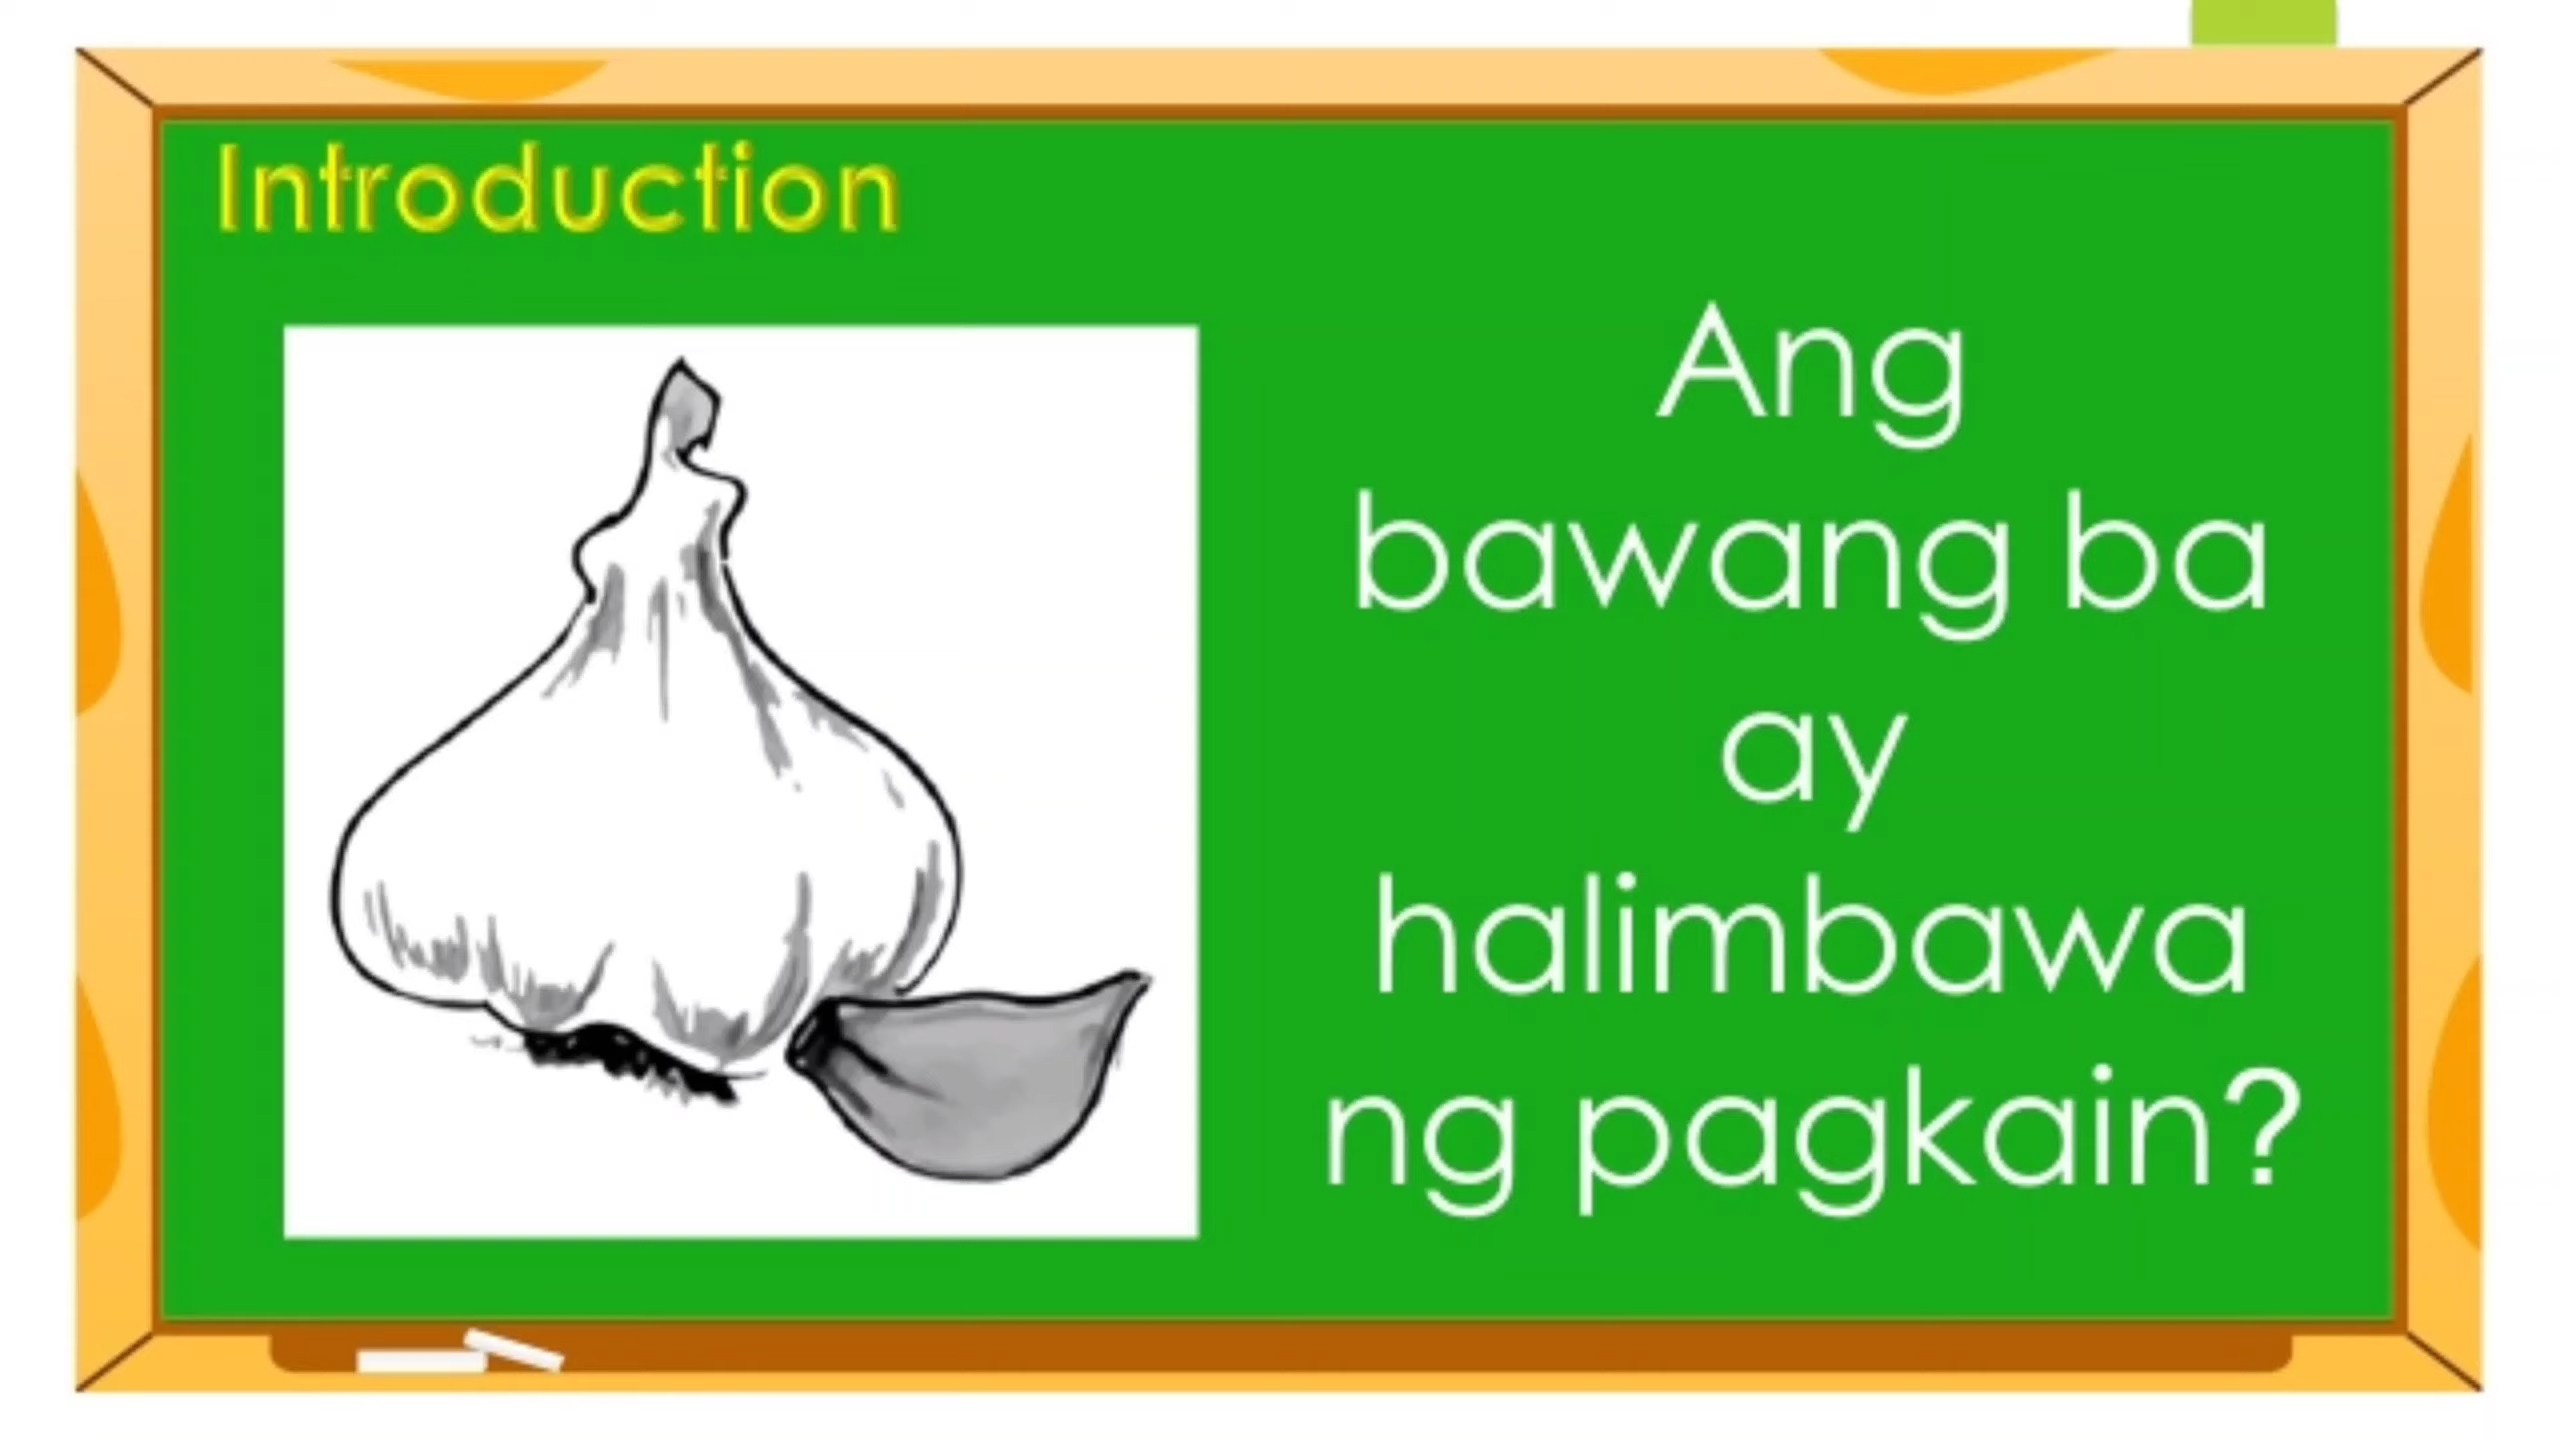 Introduction
Ang
bawang ba
ay
halimbawa
ng pagkain?